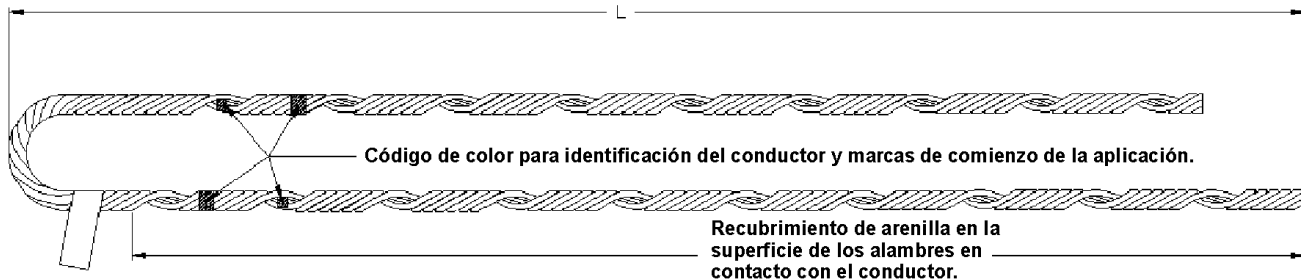 L
Código de color para identificación del conductor y marcas de comienzo de la aplicación.
Recubrimiento de arenilla en la
superficie de los alambres en
contacto con el conductor.